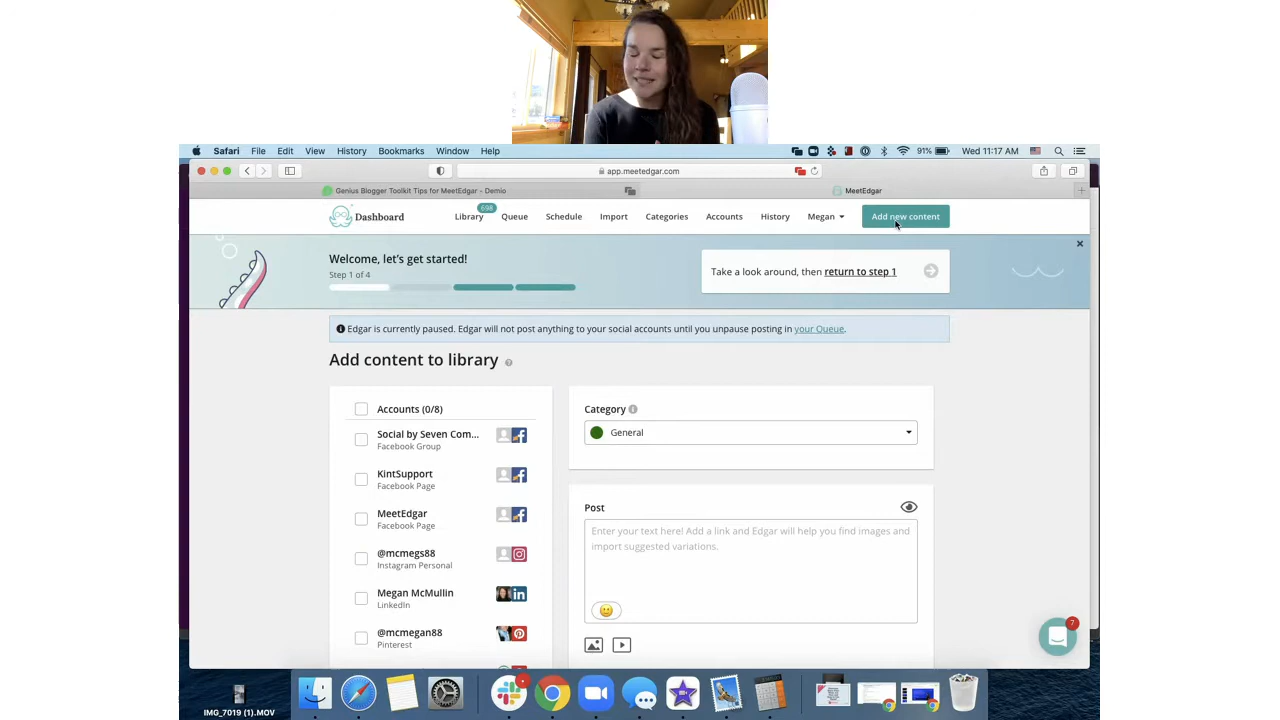 Safari File Edit View History Bookmarks Window Help 91% Wed 11:17 AM
app.meetedgar.com
Genius Blogger Toolkit Tips for MeetEdgar - Demio MeetEdgar
Dashboard Library 698 Queue Schedule Import Categories Accounts History Megan Add new content
Welcome, let's get started!
Step 1 of 4
Take a look around, then return to step 1
Edgar is currently paused. Edgar will not post anything to your social accounts until you unpause posting in your Queue.
Add content to library
Accounts (0/8)
Social by Seven Com...
Facebook Group
KintSupport
Facebook Page
MeetEdgar
Facebook Page
@mcmegs88
Instagram Personal
Megan McMullin
LinkedIn
@mcmegan88
Pinterest
Category
General
Post
Enter your text here! Add a link and Edgar will help you find images and
import suggested variations.
7
IMG_7019 (1).MOV